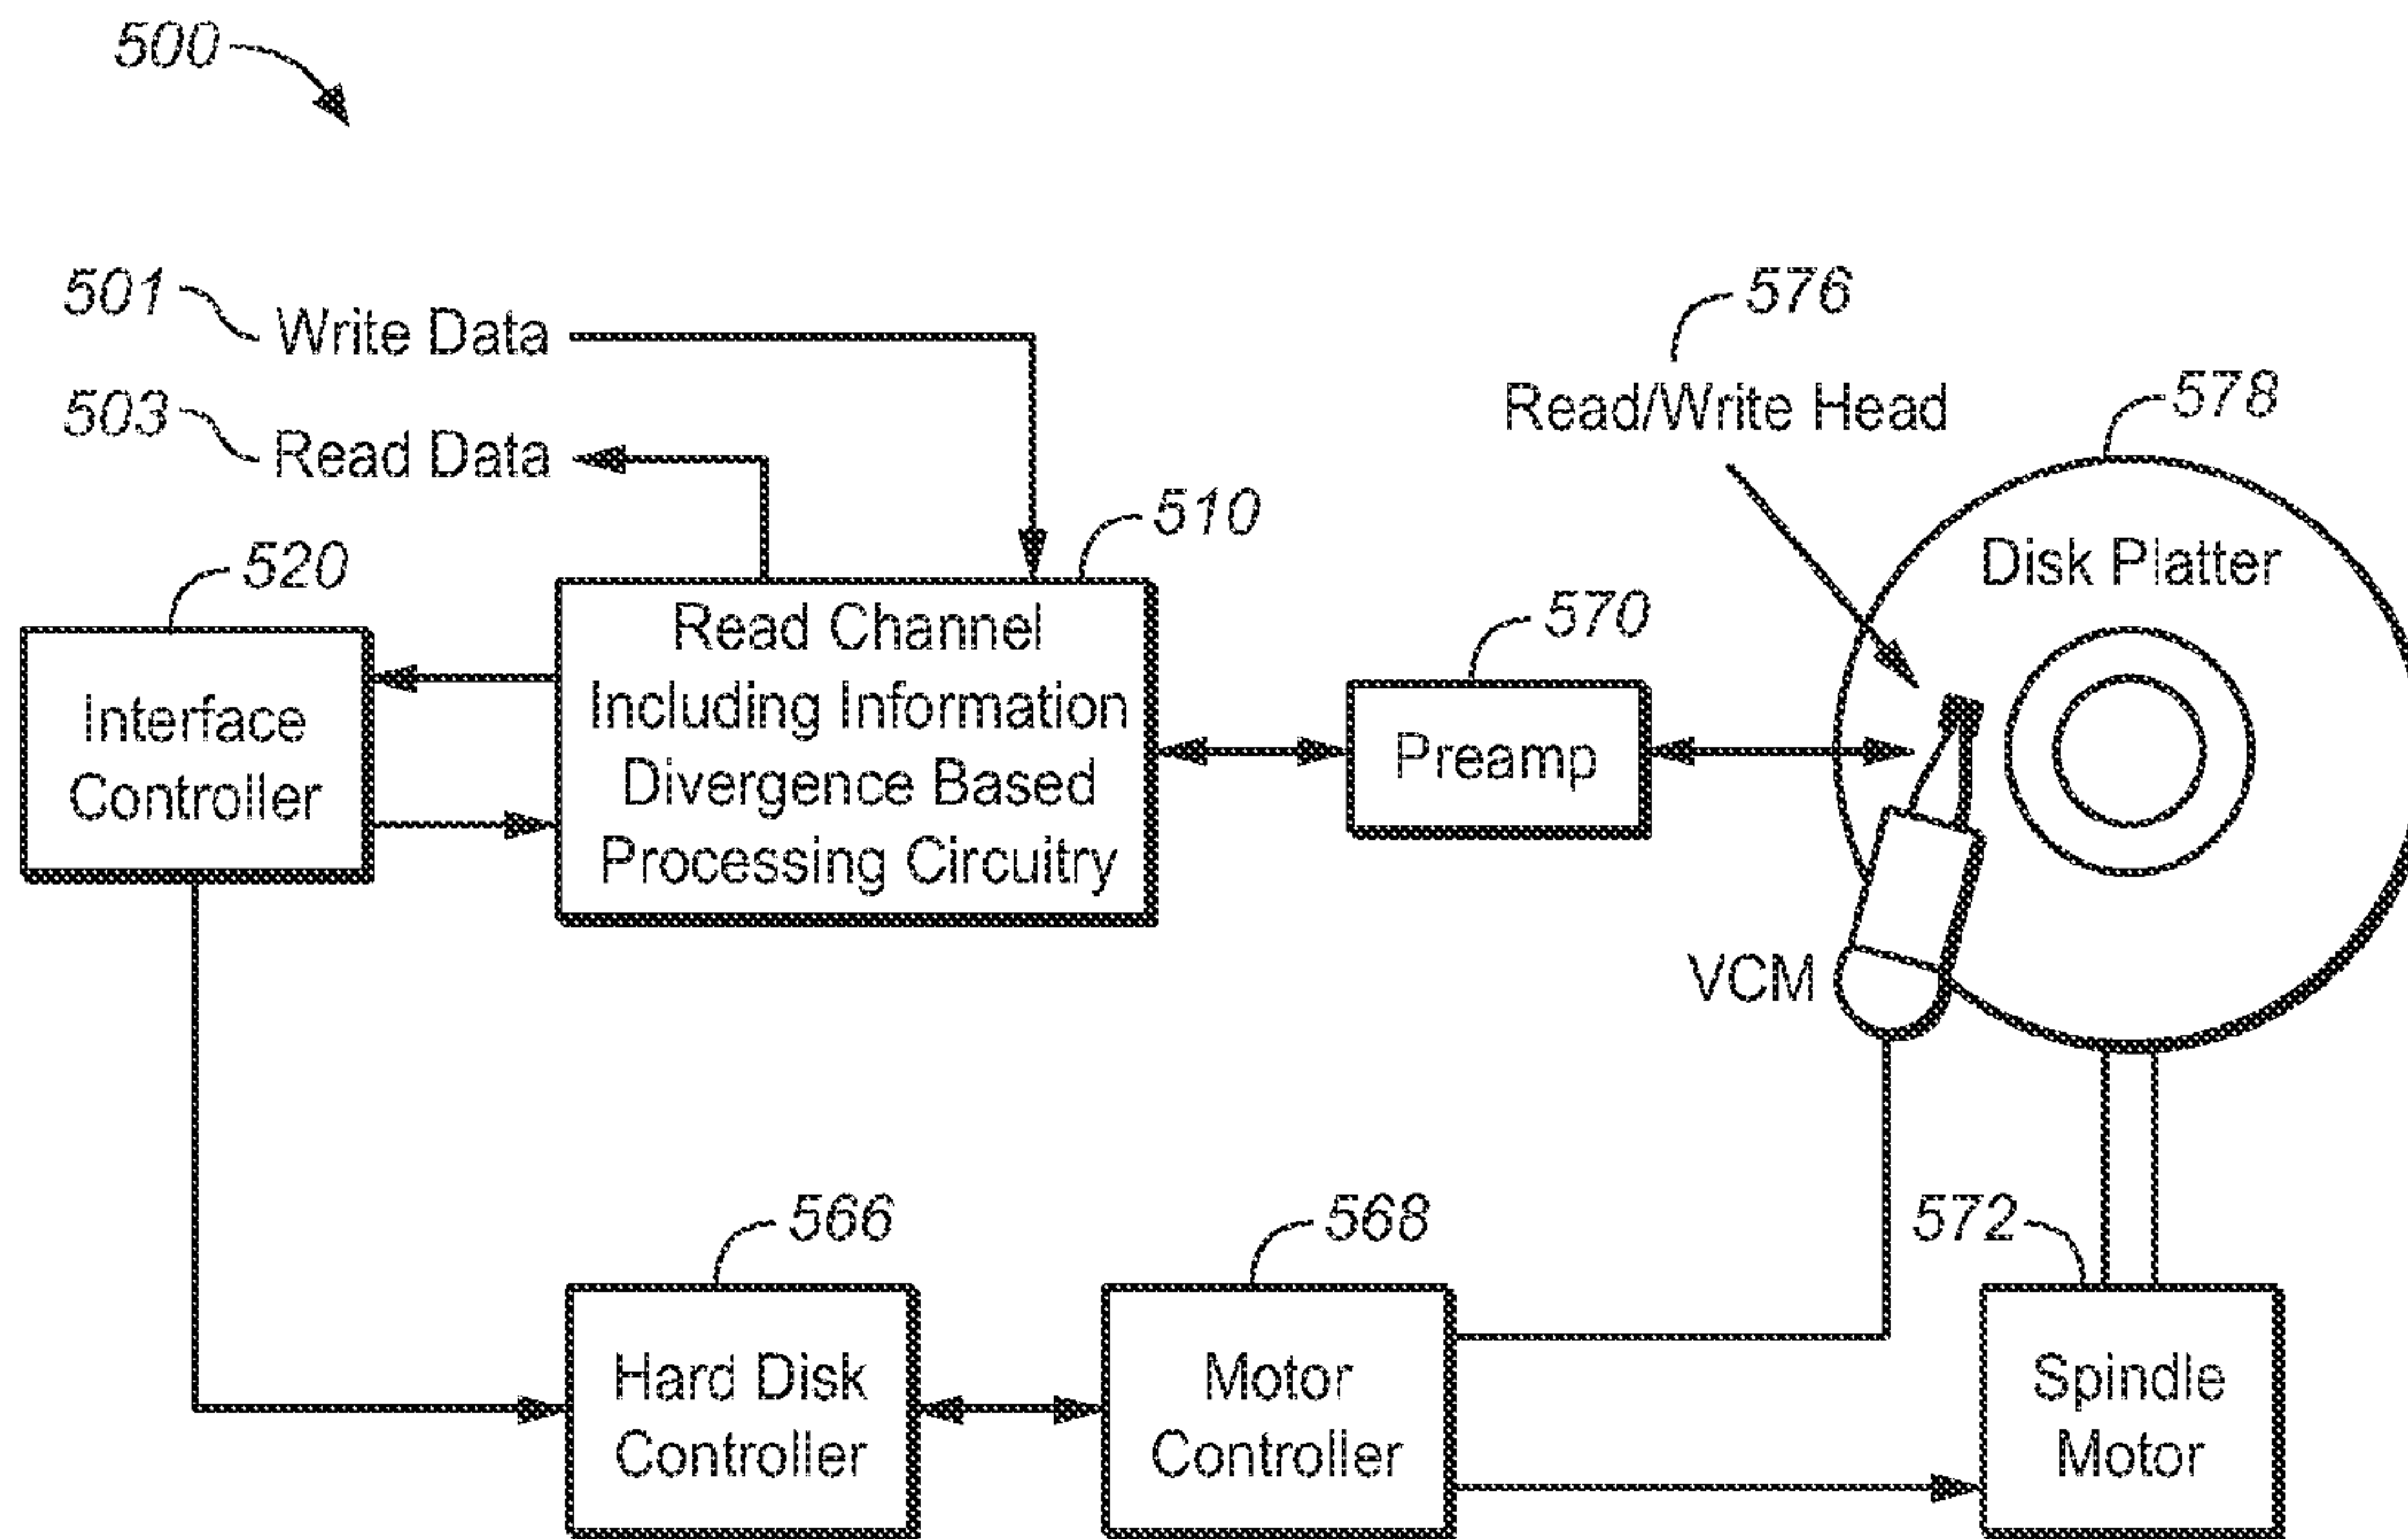 500
501
Write Data
503
Read Data
576
Read/Write Head
578
Disk Platter
510
Read Channel
Including Information
Divergence Based
Processing Circuitry
520
Interface
Controller
570
Preamp
VCM
566
Hard Disk
Controller
568
Motor
Controller
572
Spindle
Motor